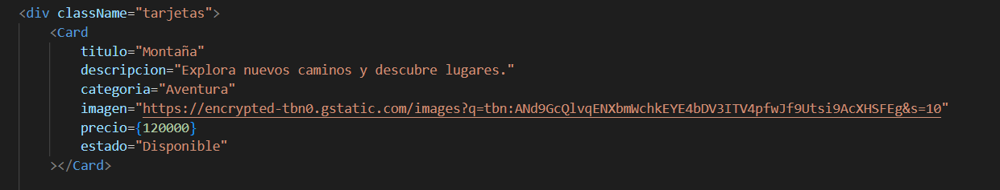 <div className="tarjetas">
<Card
titulo="Montaña"
descripcion="Explora nuevos caminos y descubre lugares."
categoria="Aventura"
imagen="https://encrypted-tbn0.gstatic.com/images?q=tbn:ANd9GcQlvqENXbmWchkEYE4bDV3ITV4pfwJf9Utsi9AcXHSFEg&s=10"
precio={120000}
estado="Disponible"
></Card>